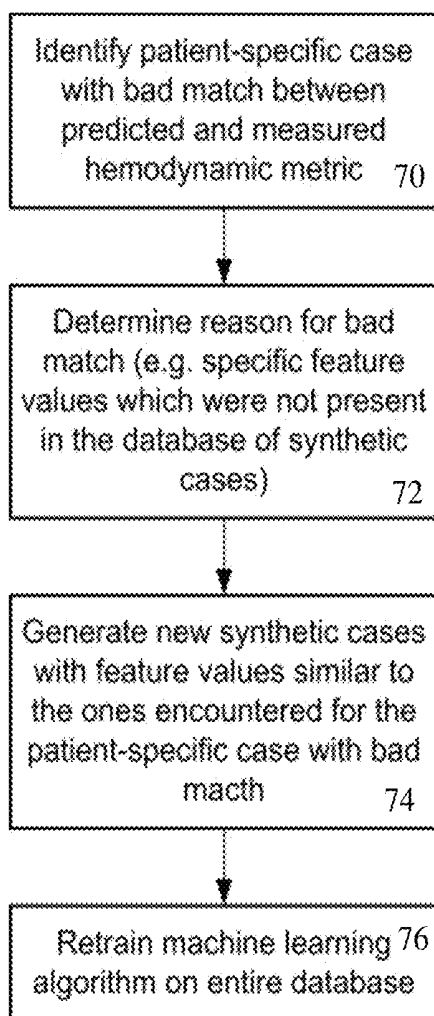 Identify patient-specific case
with bad match between
predicted and measured
hemodynamic metric 70
Determine reason for bad
match (e.g. specific feature
values which were not present
in the database of synthetic
cases)
72
Generate new synthetic cases
with feature values similar to
the ones encountered for the
patient-specific case with bad
macth
74
Retrain machine learning 76
algorithm on entire database